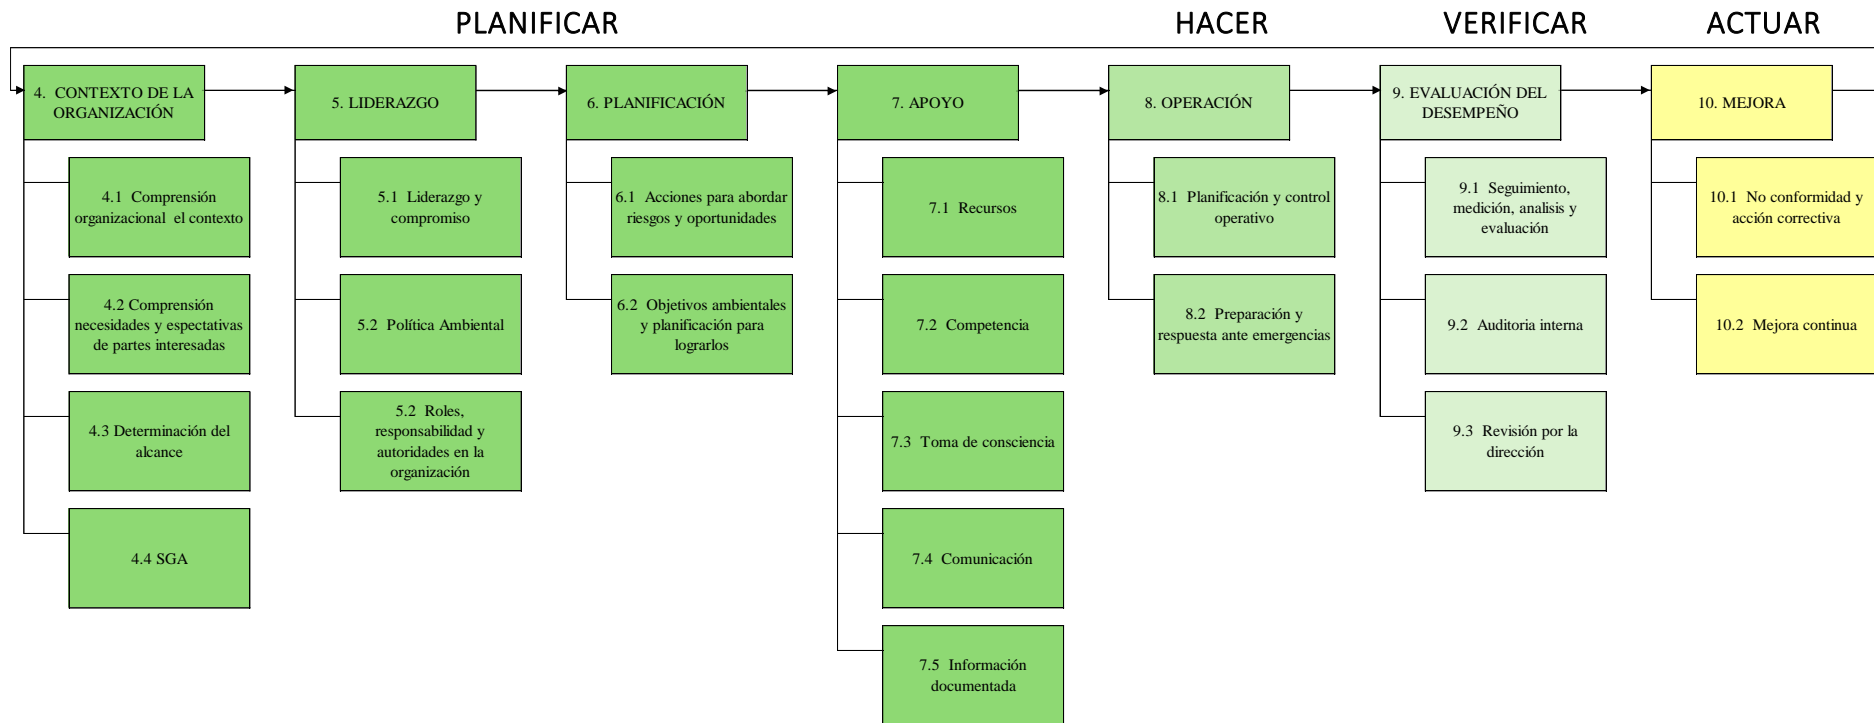 PLANIFICAR
HACER
VERIFICAR
ACTUAR
4. CONTEXTO DE LA
ORGANIZACIÓN
5. LIDERAZGO
6. PLANIFICACIÓN
7. APOYO
8. OPERACIÓN
9. EVALUACIÓN DEL
DESEMPEÑO
10. MEJORA
4.1 Comprensión
organizacional el contexto
4.2 Comprensión
necesidades y espectativas
de partes interesadas
4.3 Determinación del
alcance
4.4 SGA
5.1 Liderazgo y
compromiso
5.2 Política Ambiental
5.2 Roles,
responsabilidad y
autoridades en la
organización
6.1 Acciones para abordar
riesgos y oportunidades
6.2 Objetivos ambientales
y planificación para
lograrlos
7.1 Recursos
7.2 Competencia
7.3 Toma de consciencia
7.4 Comunicación
7.5 Información
documentada
8.1 Planificación y control
operativo
8.2 Preparación y
respuesta ante emergencias
9.1 Seguimiento,
medición, analisis y
evaluación
9.2 Auditoria interna
9.3 Revisión por la
dirección
10.1 No conformidad y
acción correctiva
10.2 Mejora continua